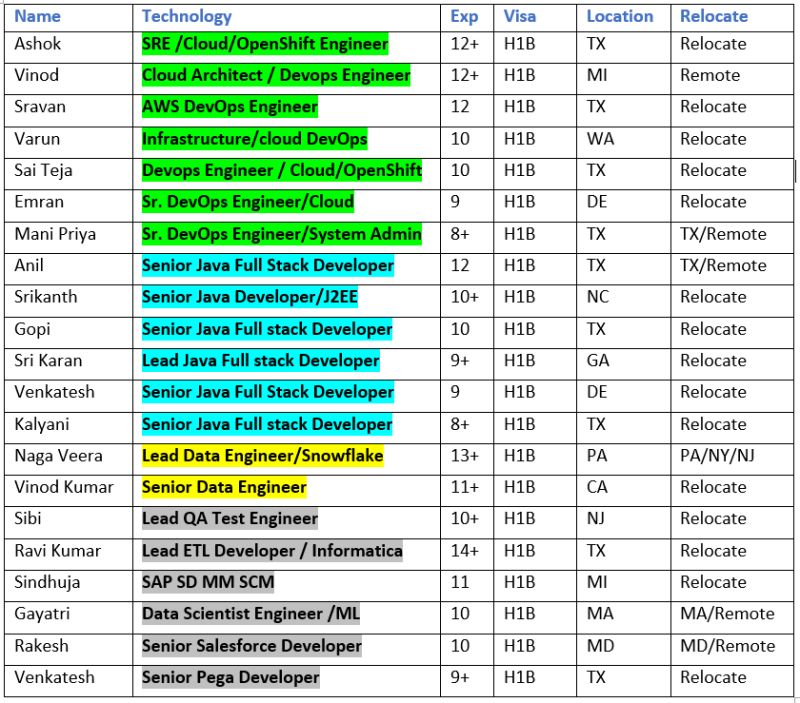 Name Technology Exp Visa Location Relocate
Ashok SRE /Cloud/OpenShift Engineer 12+ H1B TX Relocate
Vinod Cloud Architect / Devops Engineer 12+ H1B MI Remote
Sravan AWS DevOps Engineer 12 H1B TX Relocate
Varun Infrastructure/cloud DevOps 10 H1B WA Relocate
Sai Teja Devops Engineer / Cloud/OpenShift 10 H1B TX Relocate
Emran Sr. DevOps Engineer/Cloud 9 H1B DE Relocate
Mani Priya Sr. DevOps Engineer/System Admin 8+ H1B TX TX/Remote
Anil Senior Java Full Stack Developer 12 H1B TX TX/Remote
Srikanth Senior Java Developer/J2EE 10+ H1B NC Relocate
Gopi Senior Java Full stack Developer 10 H1B TX Relocate
Sri Karan Lead Java Full stack Developer 9+ H1B GA Relocate
Venkatesh Senior Java Full Stack Developer 9 H1B DE Relocate
Kalyani Senior Java Full stack Developer 8+ H1B TX Relocate
Naga Veera Lead Data Engineer/Snowflake 13+ H1B PA PA/NY/NJ
Vinod Kumar Senior Data Engineer 11+ H1B CA Relocate
Sibi Lead QA Test Engineer 10+ H1B NJ Relocate
Ravi Kumar Lead ETL Developer / Informatica 14+ H1B TX Relocate
Sindhuja SAP SD MM SCM 11 H1B MI Relocate
Gayatri Data Scientist Engineer /ML 10 H1B MA MA/Remote
Rakesh Senior Salesforce Developer 10 H1B MD MD/Remote
Venkatesh Senior Pega Developer 9+ H1B TX Relocate